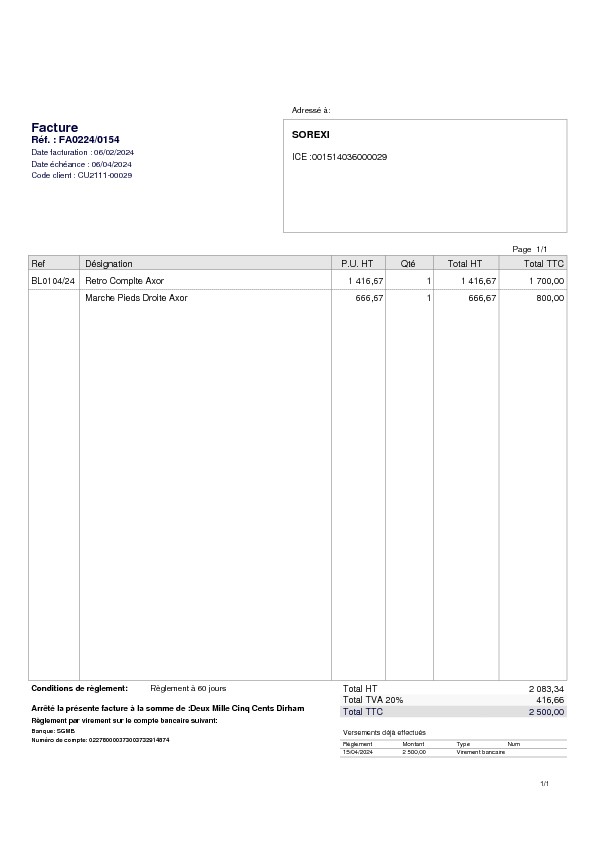 Adressé à:
Facture
Réf. : FA0224/0154
Date facturation : 06/02/2024
Date échéance : 06/04/2024
Code client : CU2111-00029
SOREXI
ICE :001514036000029
Page 1/1
Ref Désignation P.U. HT Qté Total HT Total TTC
BL0104/24 Retro Complte Axor 1 416,67 1 1 416,67 1 700,00
Marche Pieds Droite Axor 666,67 1 666,67 800,00
Conditions de règlement: Règlement à 60 jours
Total HT 2 083,34
Total TVA 20% 416,66
Total TTC 2 500,00
Arrêté la présente facture à la somme de :Deux Mille Cinq Cents Dirham
Règlement par virement sur le compte bancaire suivant:
Banque: SGMB
Numéro de compte:
Versements déjà effectués
Règlement Montant Type Num
15/04/2024 2 500,00 Virement bancaire
1/1